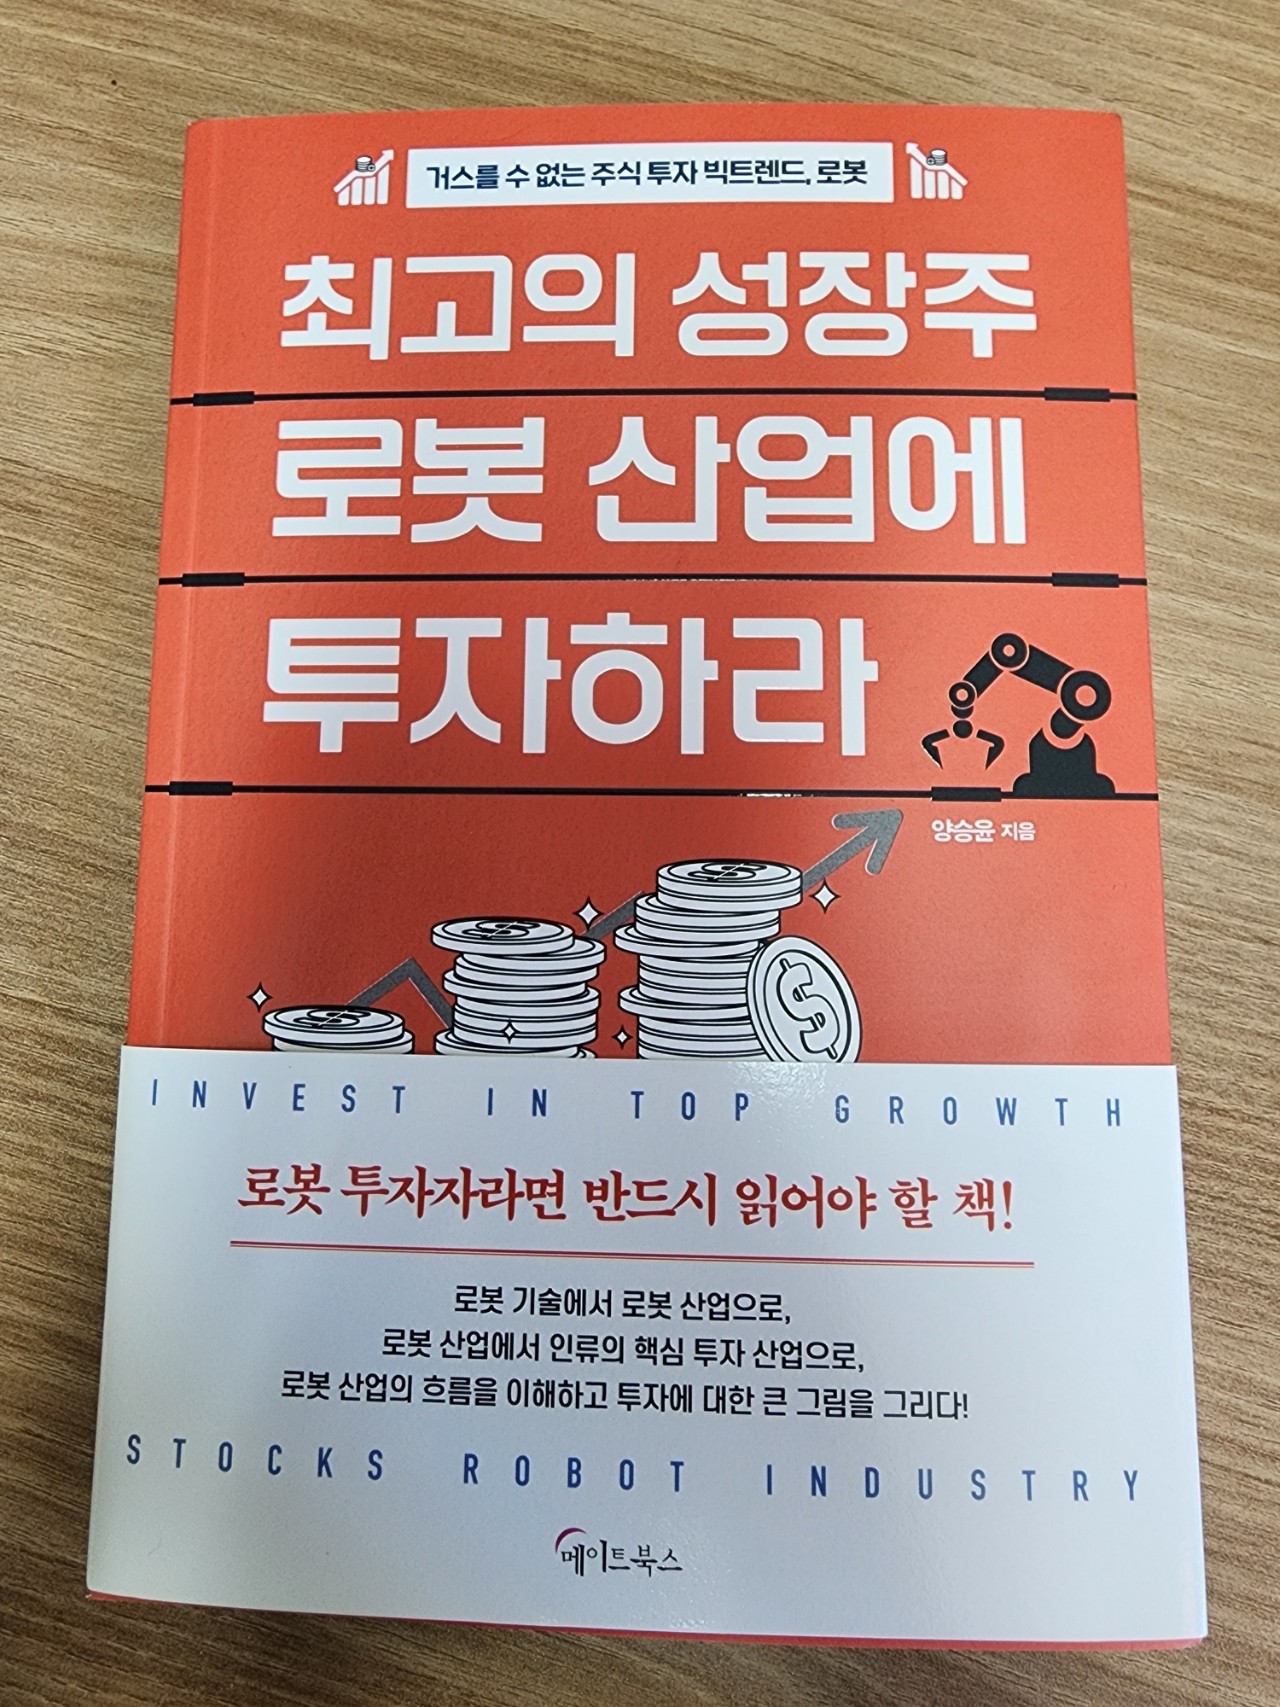 거스를 수 없는 주식 투자 빅트렌드, 로봇
최고의 성장주
로봇 산업에
투자하라
양승윤 지음
INVEST IN TOP GROWTH
로봇 투자자라면 반드시 읽어야 할 책!
로봇 기술에서 로봇 산업으로,
로봇 산업에서 인류의 핵심 투자 산업으로,
로봇 산업의 흐름을 이해하고 투자에 대한 큰 그림을 그리다!
STOCKS ROBOT INDUSTRY
메이트북스